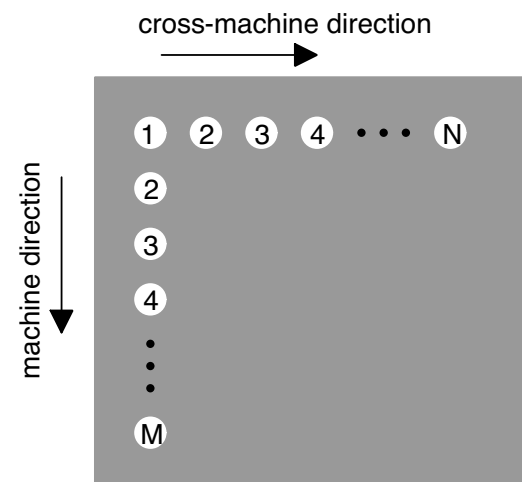 cross-machine direction
1 2 3 4 • • • N
2
3
4
•
•
•
M
machine direction